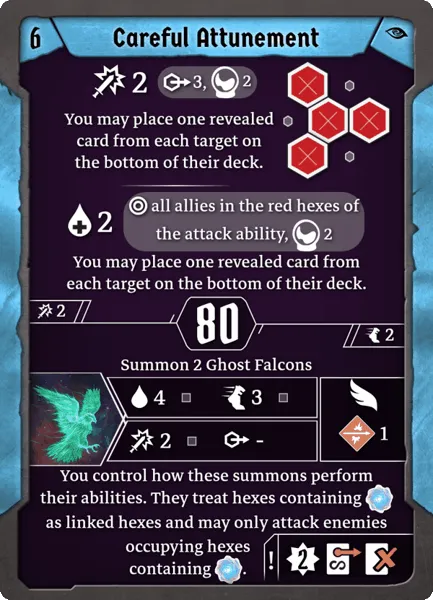 6 Careful Attunement
2 3, 2
You may place one revealed
card from each target on
the bottom of their deck.
2 all allies in the red hexes of
the attack ability, 2
You may place one revealed card from
each target on the bottom of their deck.
2
80
2
Summon 2 Ghost Falcons
4 3
2 -
1
You control how these summons perform
their abilities. They treat hexes containing
as linked hexes and may only attack enemies
occupying hexes
containing .
! 2 S